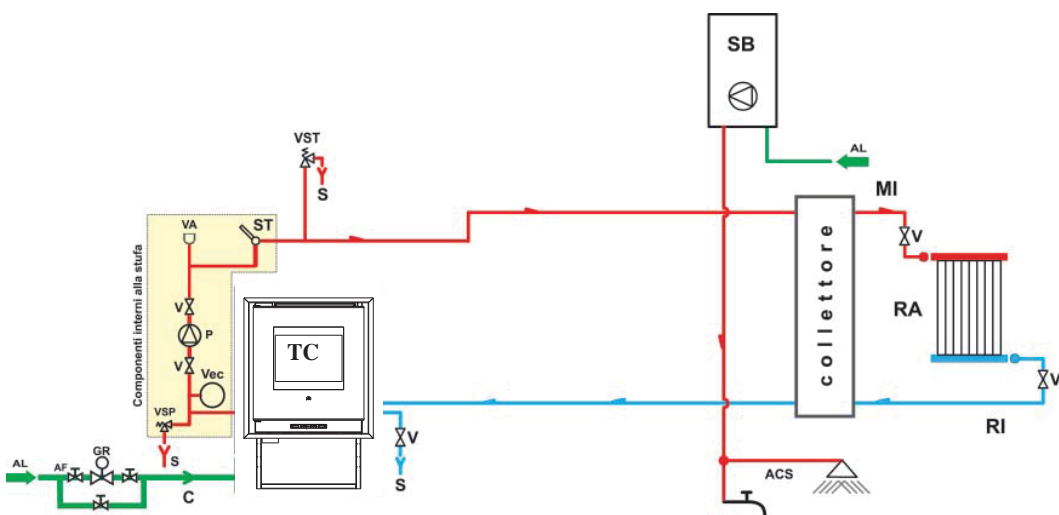 SB
AL
VST
S
MI
VA
ST
V
Componenti interni alla stufa
collettore
V
P
RA
TC
V
Vec
V
VSP
V
RI
S
GR
AL
AF
C
S
ACS